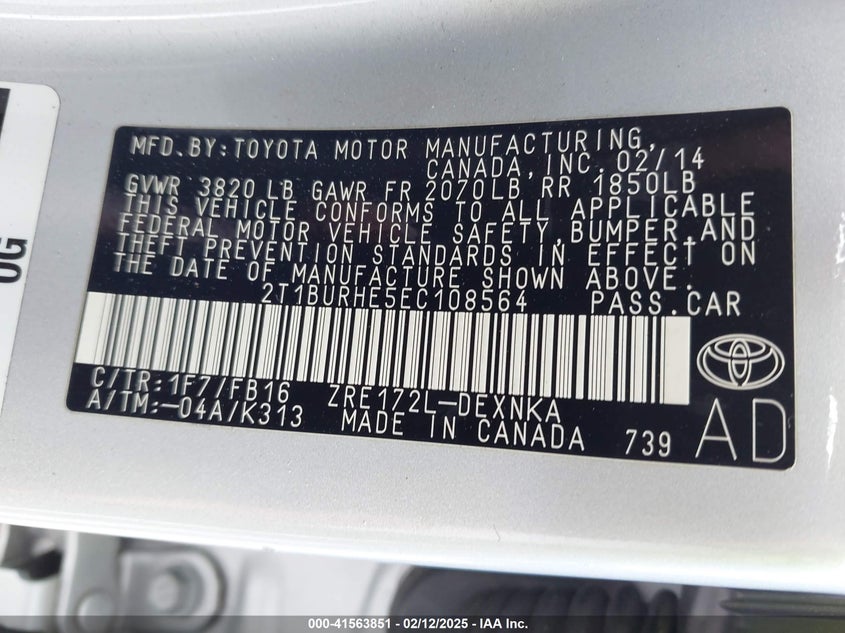 MFD.BY:TOYOTA MOTOR MANUFACTURING,
CANADA,INC. 02/14
GVWR 3820 LB GAWR FR 2070LB RR 1850LB
THIS VEHICLE CONFORMS TO ALL APPLICABLE
FEDERAL MOTOR VEHICLE SAFETY,BUMPER,AND
THEFT PREVENTION STANDARDS IN EFFECT ON
THE DATE OF MANUFACTURE SHOWN ABOVE.
2T1BURHE5EC108564 PASS.CAR
C/TR:1F7/FB16 ZRE172L-DEXNKA
A/TM:-04A/K313 MADE IN CANADA 739 AD
OG
000-41563851 - 02/12/2025 - IAA Inc.